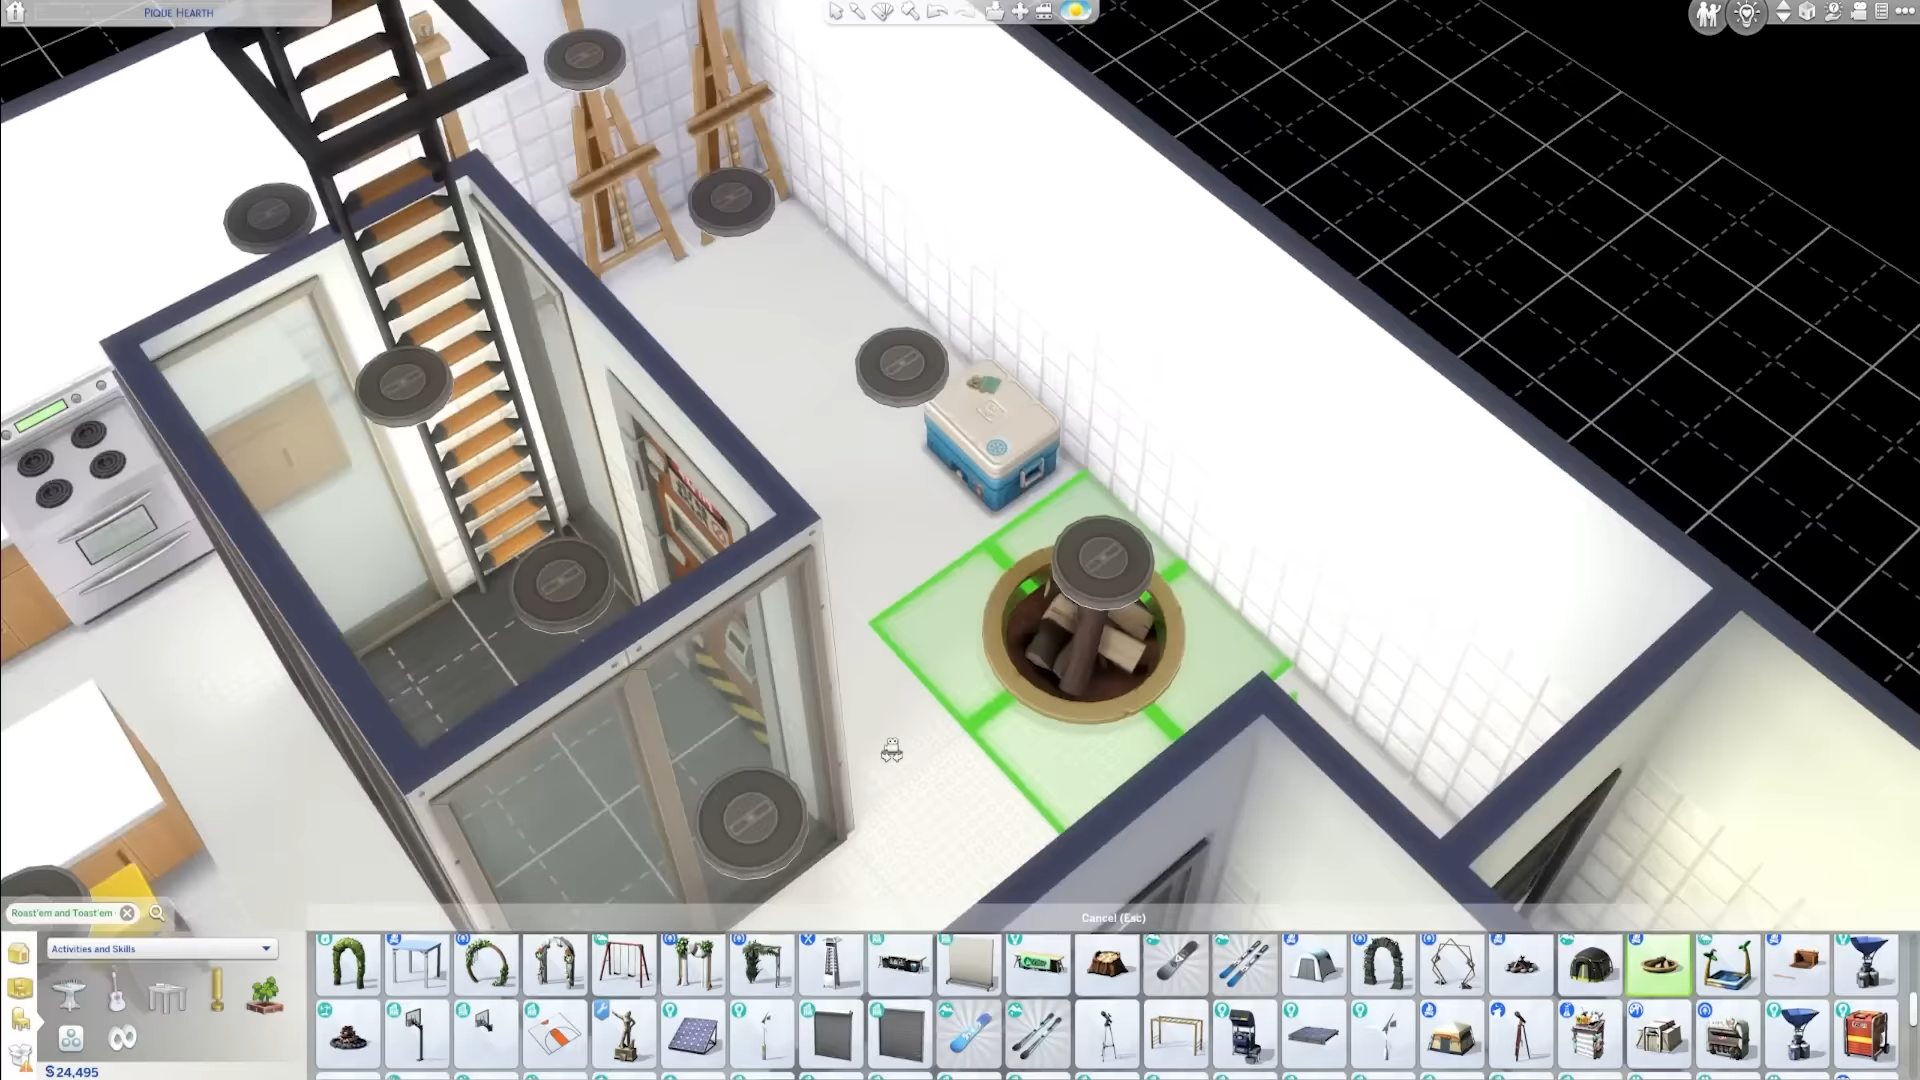 PIQUE HEARTH
Cancel (Esc)
Roast'em and Toast'em
Activities and Skills
$24,495